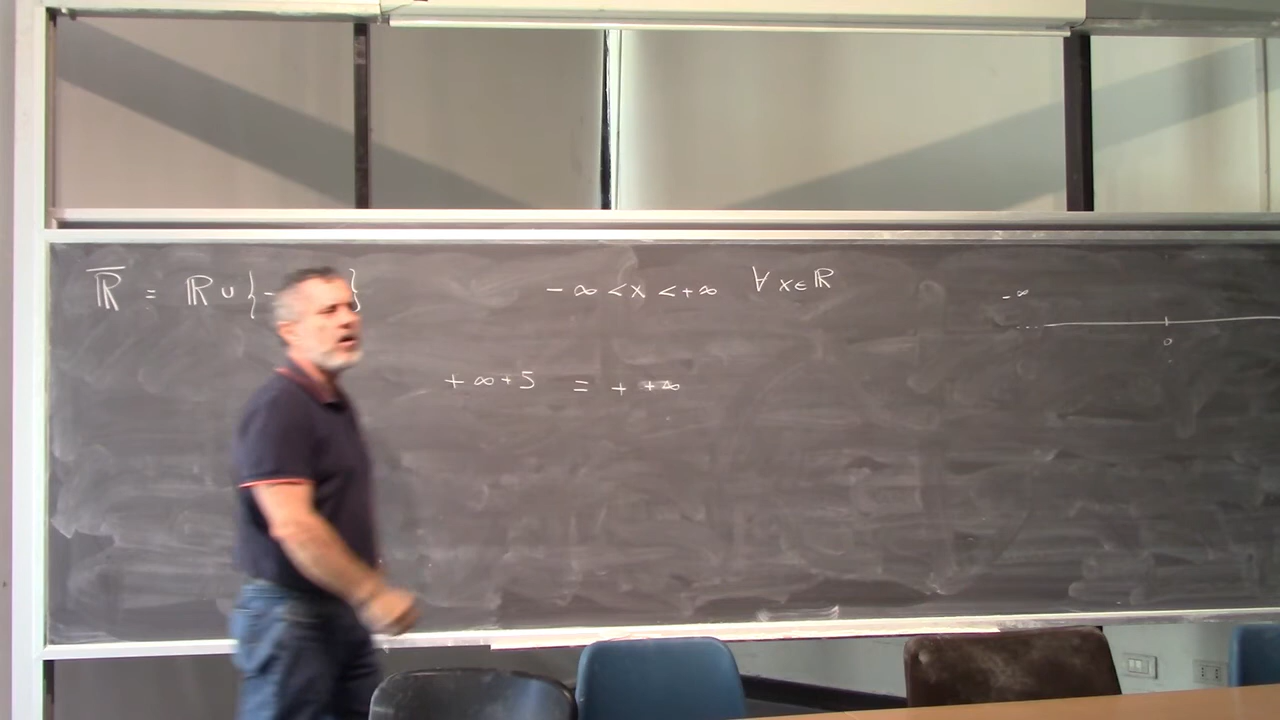 ℝ̅ = ℝ ∪ { - }
- ∞ < x < + ∞ ∀ x ∈ ℝ
- ∞
0
+ ∞ + 5 = + + ∞